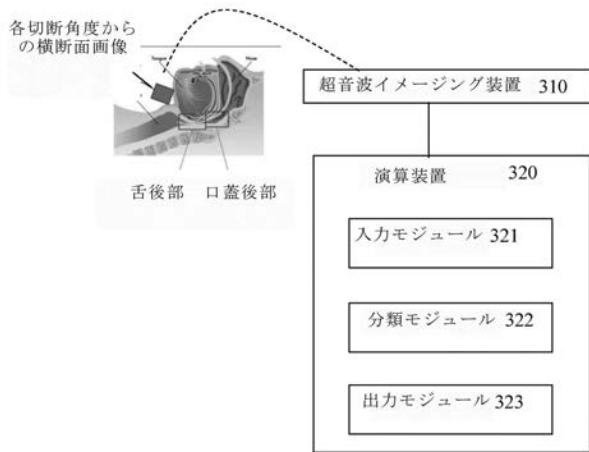 各切断角度から
の横断面画像
Tongue
Nose
超音波イメージング装置 310
舌後部 口蓋後部
演算装置 320
入力モジュール 321
分類モジュール 322
出力モジュール 323